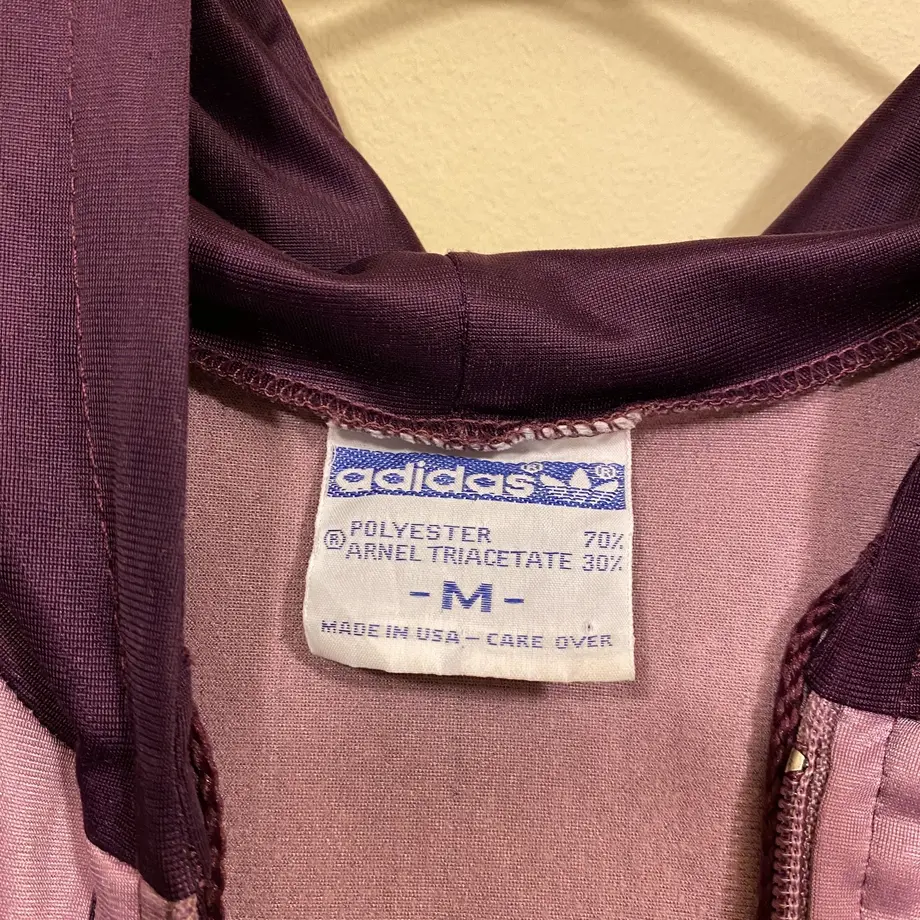 adidas® ®
POLYESTER 70%
® ARNEL TRIACETATE 30%
- M -
MADE IN USA - CARE OVER